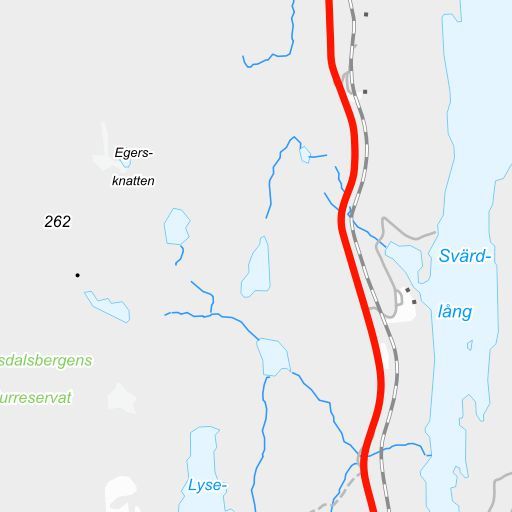 Egers-
knatten
262
Svärd-
lång
sdalsbergens
urreservat
Lyse-